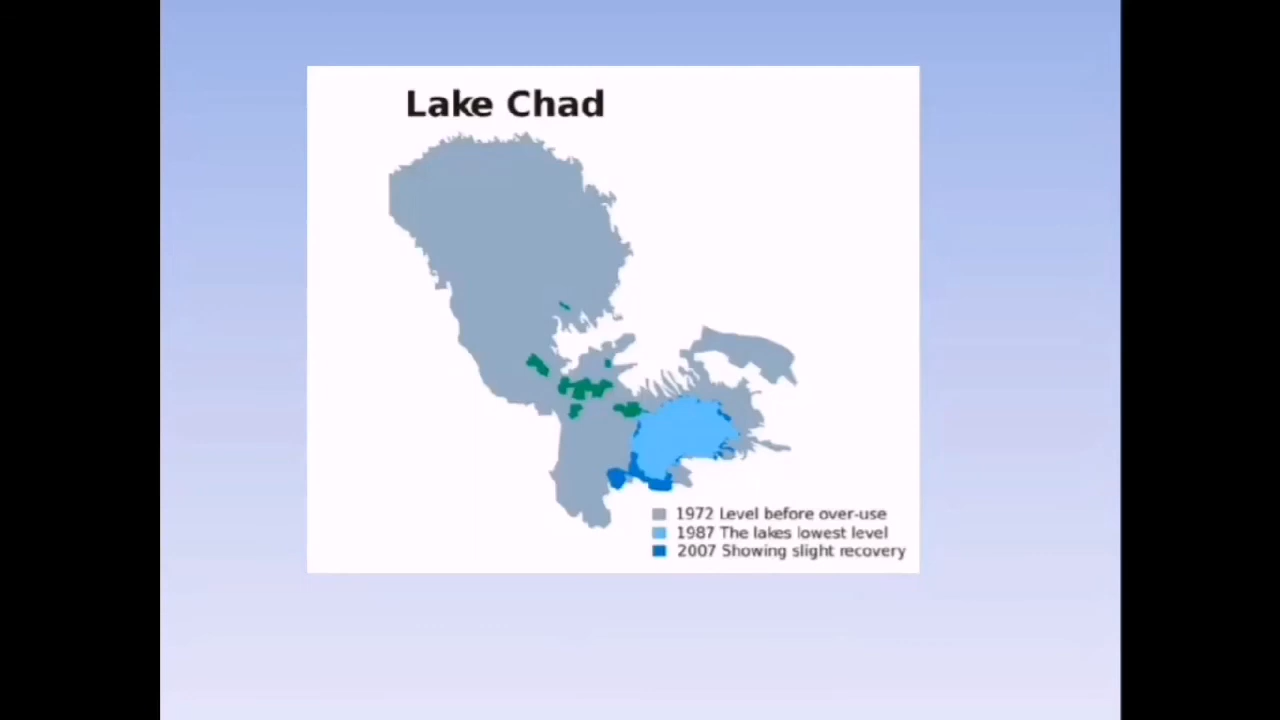 Lake Chad
1972 Level before over-use
1987 The lakes lowest level
2007 Showing slight recovery